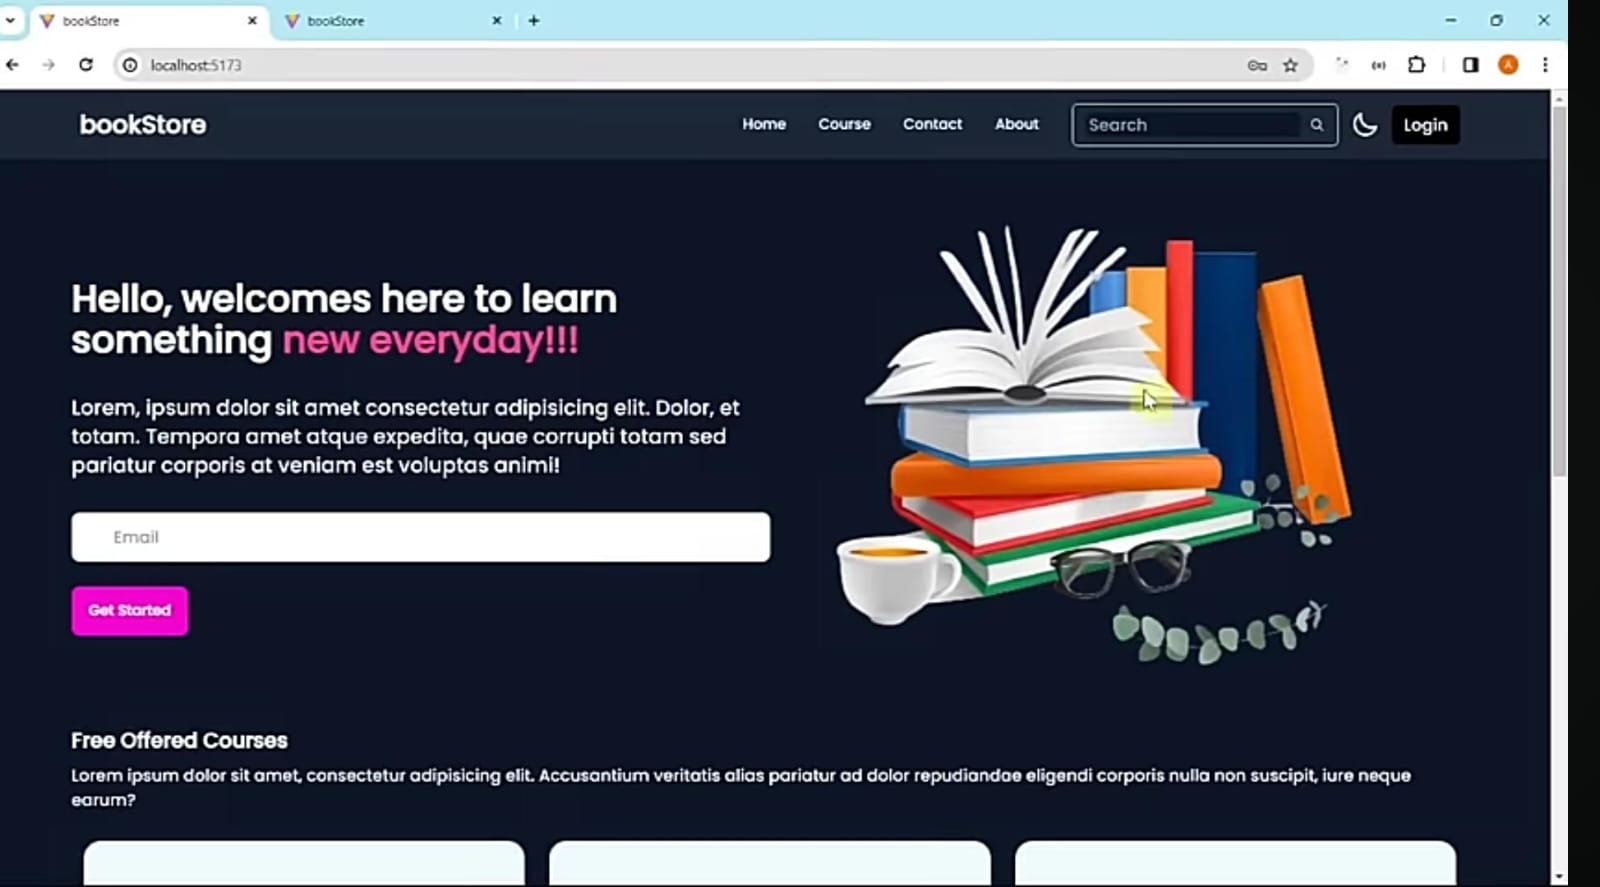 bookStore
bookStore
localhost:5173
bookStore
Home Course Contact About Search Login
Hello, welcomes here to learn
something new everyday!!!
Lorem, ipsum dolor sit amet consectetur adipisicing elit. Dolor, et
totam. Tempora amet atque expedita, quae corrupti totam sed
pariatur corporis at veniam est voluptas animi!
Email
Get Started
Free Offered Courses
Lorem ipsum dolor sit amet, consectetur adipisicing elit. Accusantium veritatis alias pariatur ad dolor repudiandae eligendi corporis nulla non suscipit, iure neque
earum?